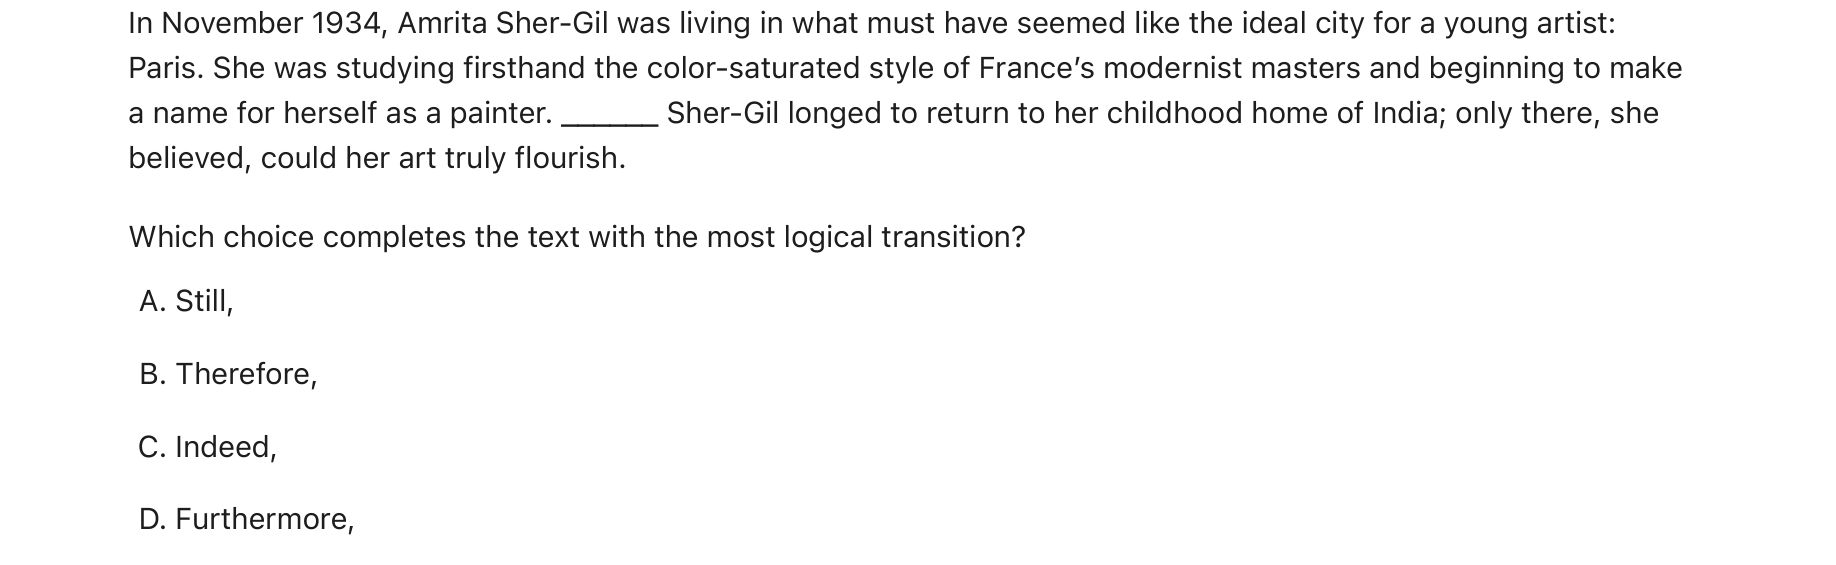 In November 1934, Amrita Sher-Gil was living in what must have seemed like the ideal city for a young artist:
Paris. She was studying firsthand the color-saturated style of France’s modernist masters and beginning to make
a name for herself as a painter. ______ Sher-Gil longed to return to her childhood home of India; only there, she
believed, could her art truly flourish.
Which choice completes the text with the most logical transition?
A. Still,
B. Therefore,
C. Indeed,
D. Furthermore,